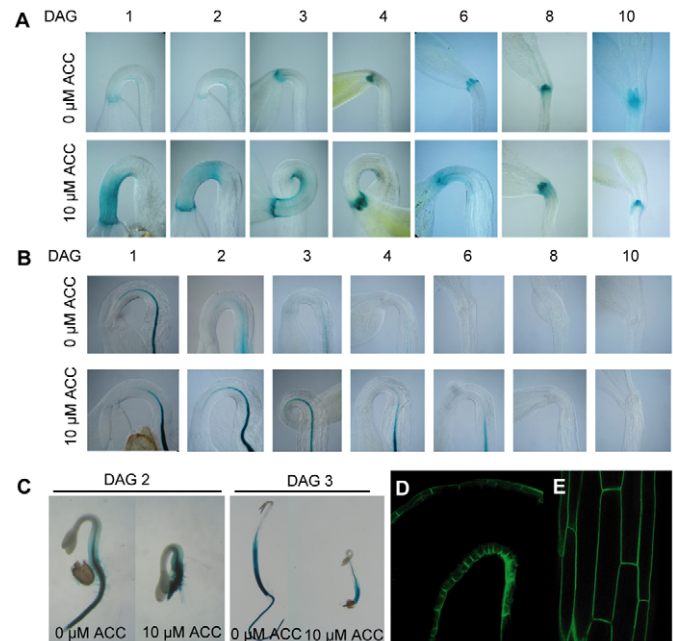 A DAG 1 2 3 4 6 8 10
0 µM ACC
10 µM ACC
B DAG 1 2 3 4 6 8 10
0 µM ACC
10 µM ACC
C DAG 2 DAG 3 D E
0 µM ACC 10 µM ACC 0 µM ACC 10 µM ACC